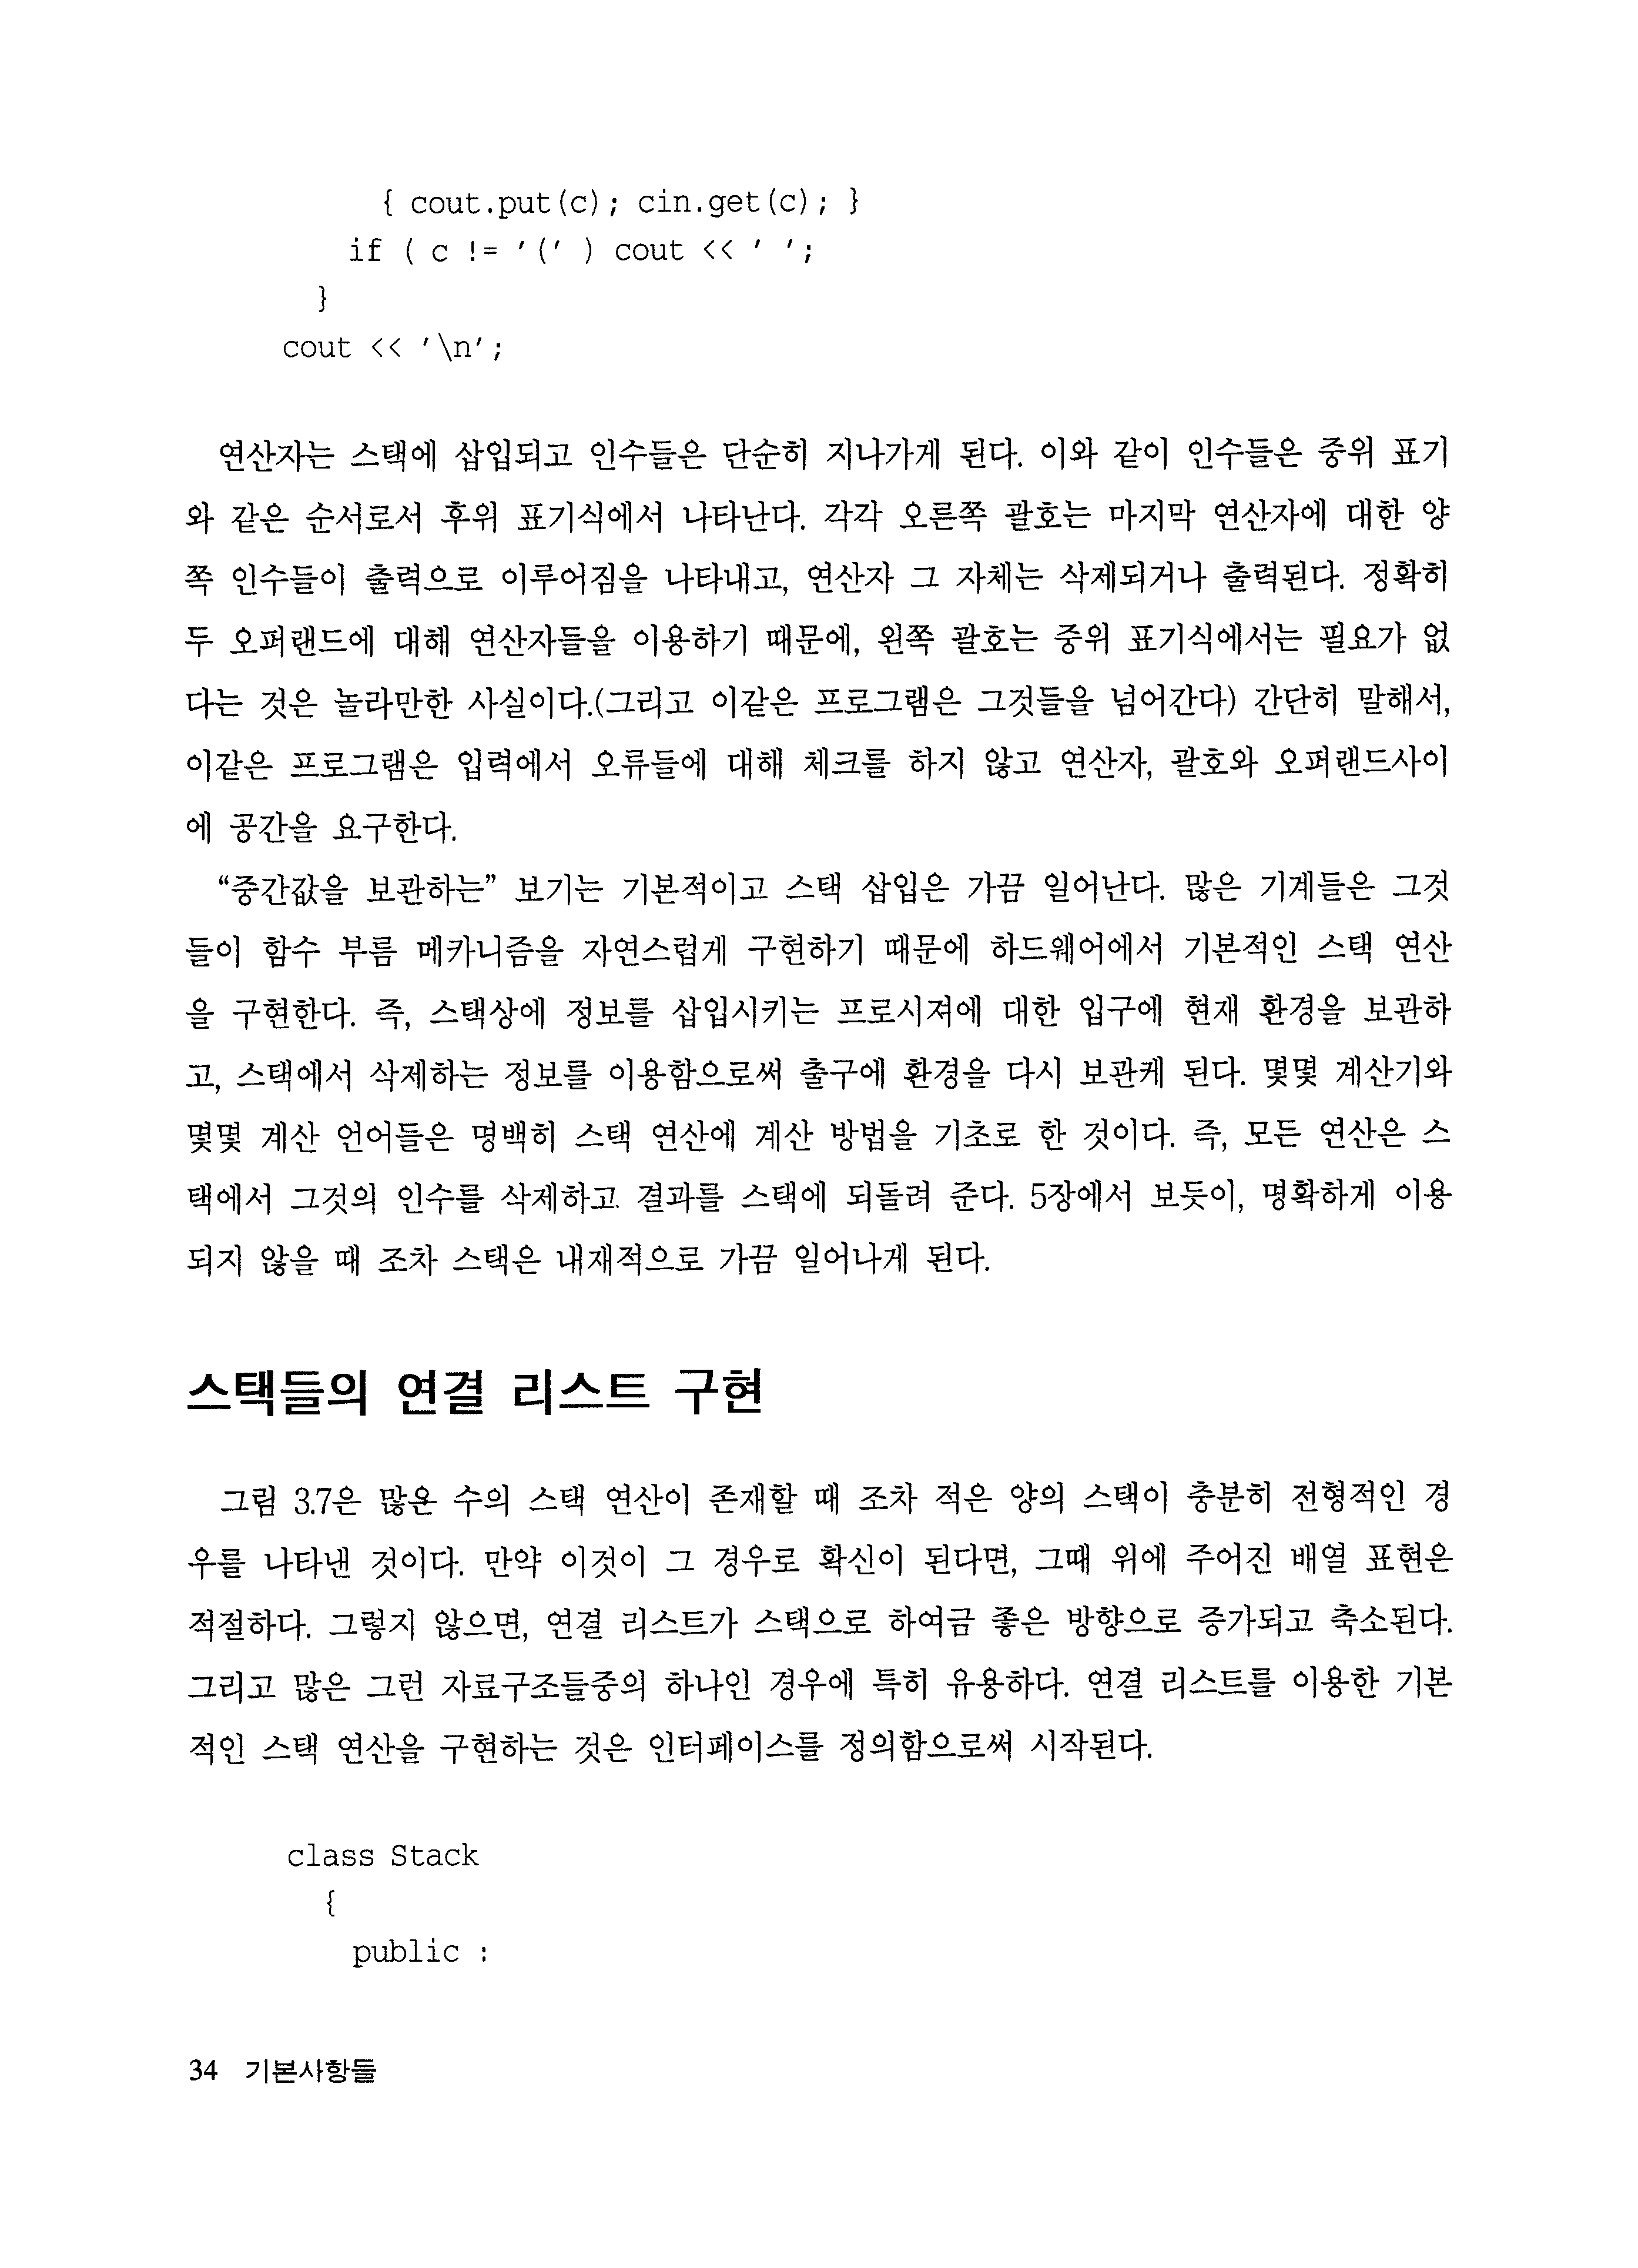 { cout.put(c); cin.get(c); }
if ( c != '(' ) cout << ' ';
}
cout << '\n';
연산자는 스택에 삽입되고 인수들은 단순히 지나가게 된다. 이와 같이 인수들은 중위 표기
와 같은 순서로서 후위 표기식에서 나타난다. 각각 오른쪽 괄호는 마지막 연산자에 대한 양
쪽 인수들이 출력으로 이루어짐을 나타내고, 연산자 그 자체는 삭제되거나 출력된다. 정확히
두 오퍼랜드에 대해 연산자들을 이용하기 때문에, 왼쪽 괄호는 중위 표기식에서는 필요가 없
다는 것은 놀라만한 사실이다.(그리고 이같은 프로그램은 그것들을 넘어간다) 간단히 말해서,
이같은 프로그램은 입력에서 오류들에 대해 체크를 하지 않고 연산자, 괄호와 오퍼랜드사이
에 공간을 요구한다.
“중간값을 보관하는” 보기는 기본적이고 스택 삽입은 가끔 일어난다. 많은 기계들은 그것
들이 함수 부름 메카니즘을 자연스럽게 구현하기 때문에 하드웨어에서 기본적인 스택 연산
을 구현한다. 즉, 스택상에 정보를 삽입시키는 프로시져에 대한 입구에 현재 환경을 보관하
고, 스택에서 삭제하는 정보를 이용함으로써 출구에 환경을 다시 보관케 된다. 몇몇 계산기와
몇몇 계산 언어들은 명백히 스택 연산에 계산 방법을 기초로 한 것이다. 즉, 모든 연산은 스
택에서 그것의 인수를 삭제하고 결과를 스택에 되돌려 준다. 5장에서 보듯이, 명확하게 이용
되지 않을 때 조차 스택은 내재적으로 가끔 일어나게 된다.
스택들의 연결 리스트 구현
그림 3.7은 많은 수의 스택 연산이 존재할 때 조차 적은 양의 스택이 충분히 전형적인 경
우를 나타낸 것이다. 만약 이것이 그 경우로 확신이 된다면, 그때 위에 주어진 배열 표현은
적절하다. 그렇지 않으면, 연결 리스트가 스택으로 하여금 좋은 방향으로 증가되고 축소된다.
그리고 많은 그런 자료구조들중의 하나인 경우에 특히 유용하다. 연결 리스트를 이용한 기본
적인 스택 연산을 구현하는 것은 인터페이스를 정의함으로써 시작된다.
class Stack
{
public :
34 기본사항들